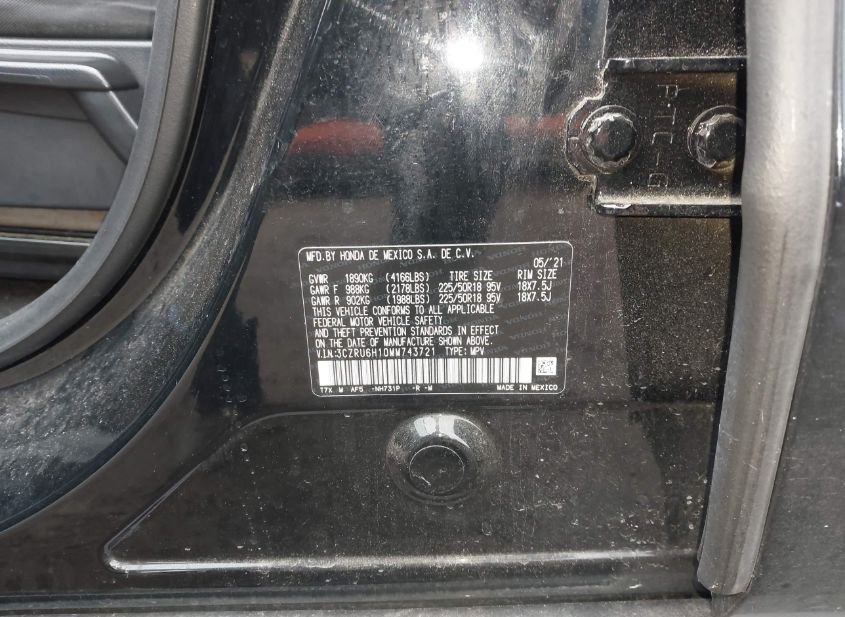 P-TC-G
MFD.BY HONDA DE MEXICO S.A. DE C.V.
05/'21
GVWR 1890KG (4166LBS) TIRE SIZE RIM SIZE
GAWR F 988KG (2178LBS) 225/50R18 95V 18X7.5J
GAWR R 902KG (1988LBS) 225/50R18 95V 18X7.5J
THIS VEHICLE CONFORMS TO ALL APPLICABLE
FEDERAL MOTOR VEHICLE SAFETY
AND THEFT PREVENTION STANDARDS IN EFFECT
ON THE DATE OF MANUFACTURE SHOWN ABOVE.
V.I.N:3CZRU6H10MM743721 TYPE: MPV
T7X M AF5 -NH731P -R -M MADE IN MEXICO